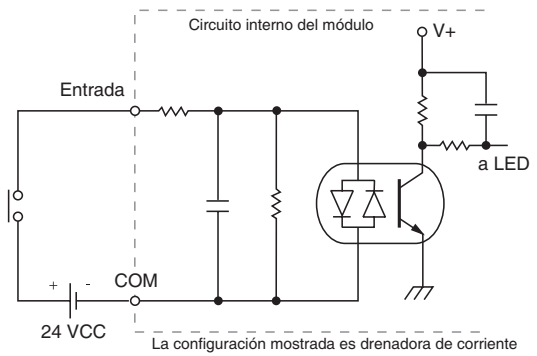 Circuito interno del módulo
V+
Entrada
a LED
COM
+ -
24 VCC
La configuración mostrada es drenadora de corriente